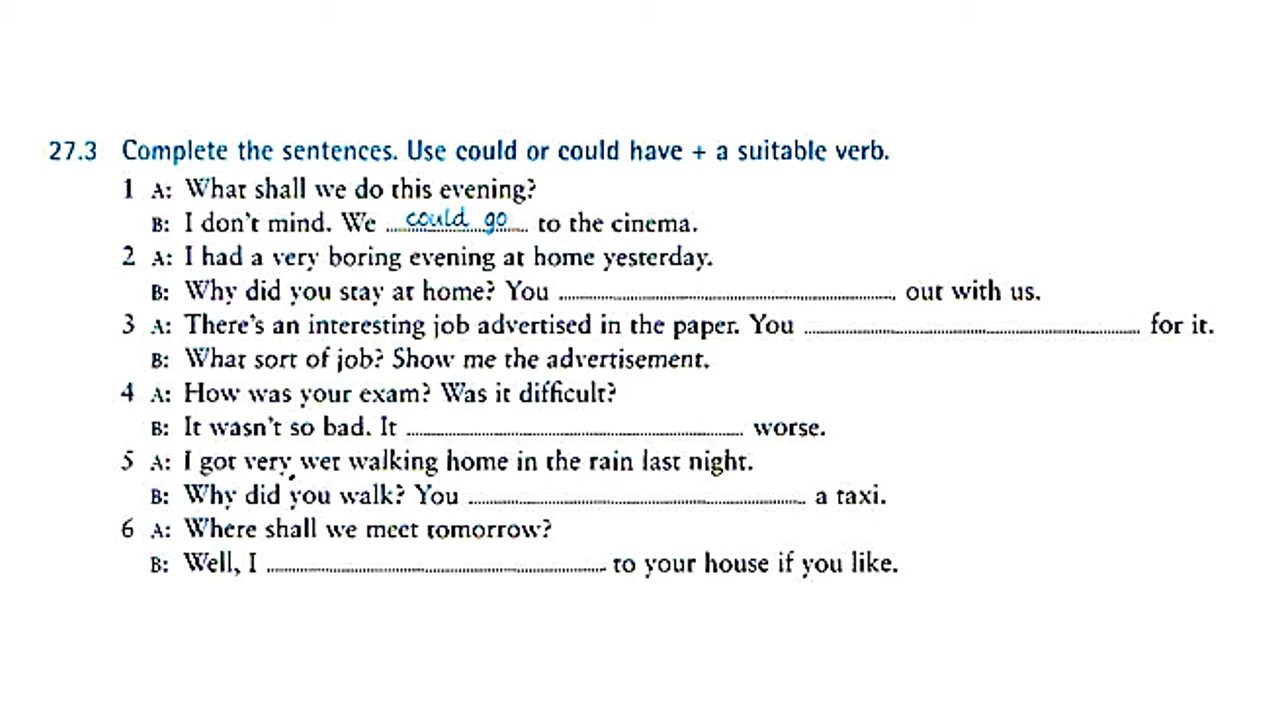 27.3 Complete the sentences. Use could or could have + a suitable verb.
1 A: What shall we do this evening?
B: I don't mind. We ....could go.... to the cinema.
2 A: I had a very boring evening at home yesterday.
B: Why did you stay at home? You .................... out with us.
3 A: There's an interesting job advertised in the paper. You .................... for it.
B: What sort of job? Show me the advertisement.
4 A: How was your exam? Was it difficult?
B: It wasn't so bad. It .................... worse.
5 A: I got very wet walking home in the rain last night.
B: Why did you walk? You .................... a taxi.
6 A: Where shall we meet tomorrow?
B: Well, I .................... to your house if you like.